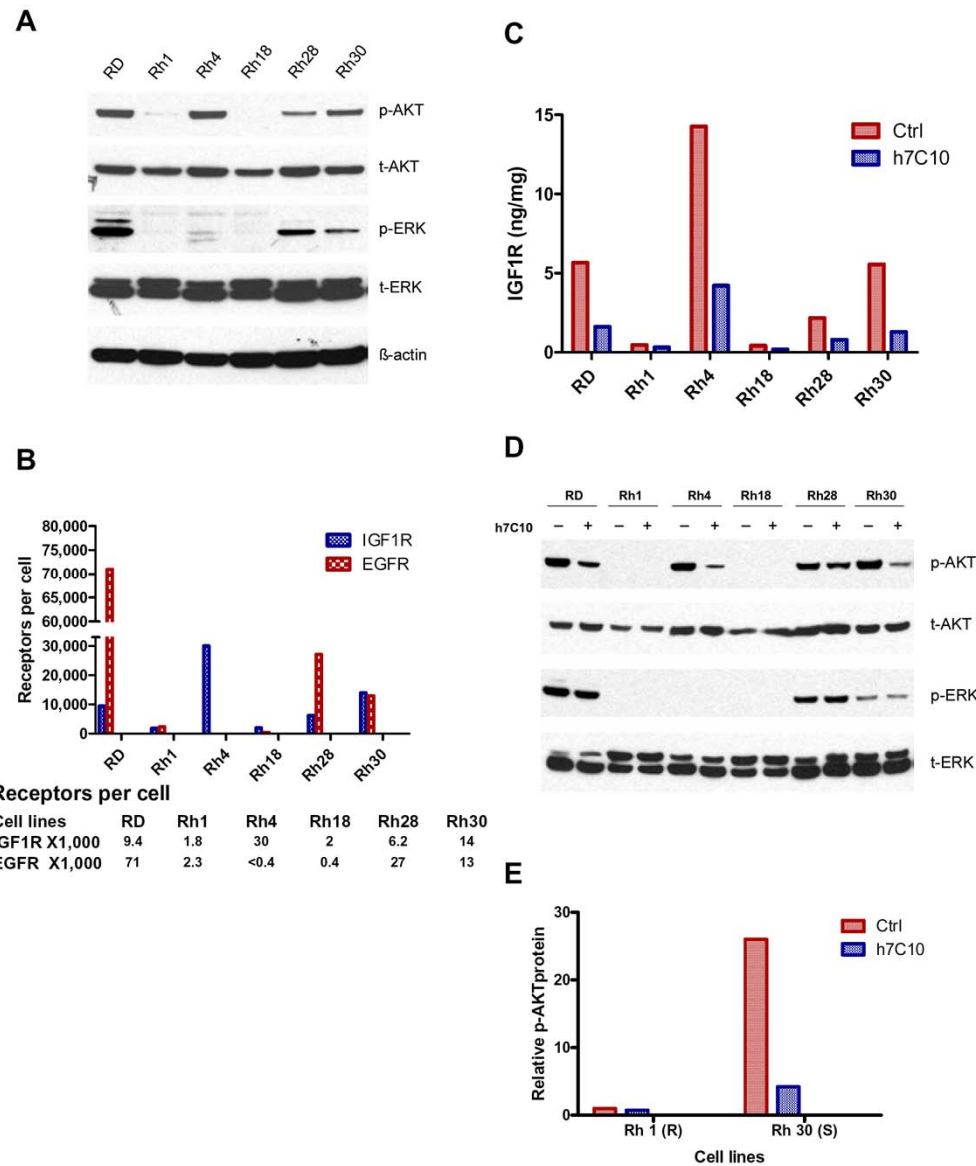 A
RD Rh1 Rh4 Rh18 Rh28 Rh30
p-AKT
t-AKT
p-ERK
t-ERK
ß-actin
B
80,000
75,000
70,000
65,000
60,000
30,000
20,000
10,000
0
Receptors per cell
IGF1R
EGFR
RD Rh1 Rh4 Rh18 Rh28 Rh30
Receptors per cell
Cell lines RD Rh1 Rh4 Rh18 Rh28 Rh30
IGF1R X1,000 9.4 1.8 30 2 6.2 14
EGFR X1,000 71 2.3 <0.4 0.4 27 13
C
15
10
5
0
IGF1R (ng/mg)
Ctrl
h7C10
RD Rh1 Rh4 Rh18 Rh28 Rh30
D
RD Rh1 Rh4 Rh18 Rh28 Rh30
h7C10 – + – + – + – + – + – +
p-AKT
t-AKT
p-ERK
t-ERK
E
30
20
10
0
Relative p-AKTprotein
Ctrl
h7C10
Rh 1 (R) Rh 30 (S)
Cell lines